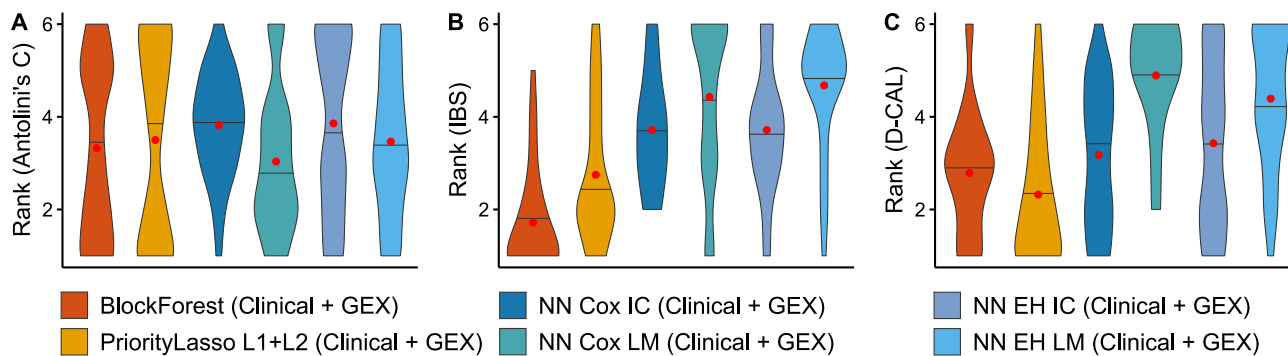 A
Rank (Antolini's C)
6
4
2
B
Rank (IBS)
6
4
2
C
Rank (D-CAL)
6
4
2
BlockForest (Clinical + GEX)
NN Cox IC (Clinical + GEX)
NN EH IC (Clinical + GEX)
PriorityLasso L1+L2 (Clinical + GEX)
NN Cox LM (Clinical + GEX)
NN EH LM (Clinical + GEX)